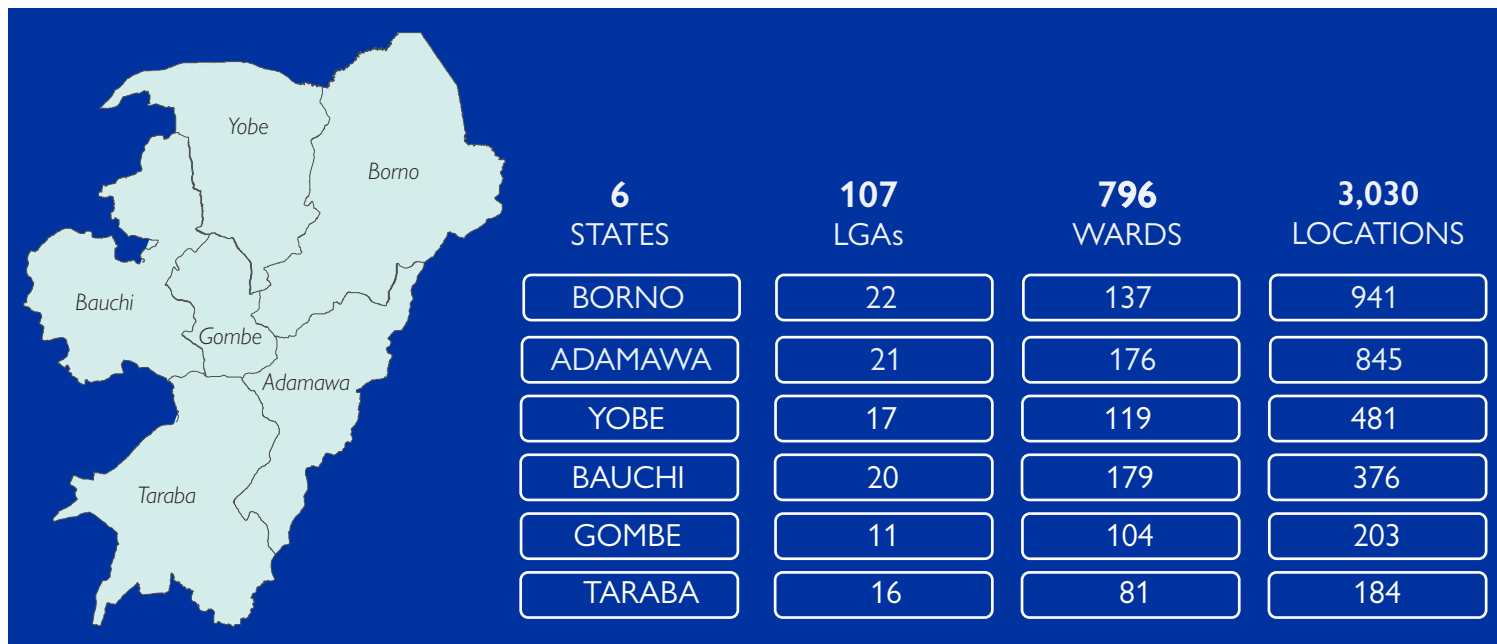 Yobe
Borno
Bauchi
Gombe
Adamawa
Taraba
6 107 796 3,030
STATES LGAs WARDS LOCATIONS
BORNO 22 137 941
ADAMAWA 21 176 845
YOBE 17 119 481
BAUCHI 20 179 376
GOMBE 11 104 203
TARABA 16 81 184